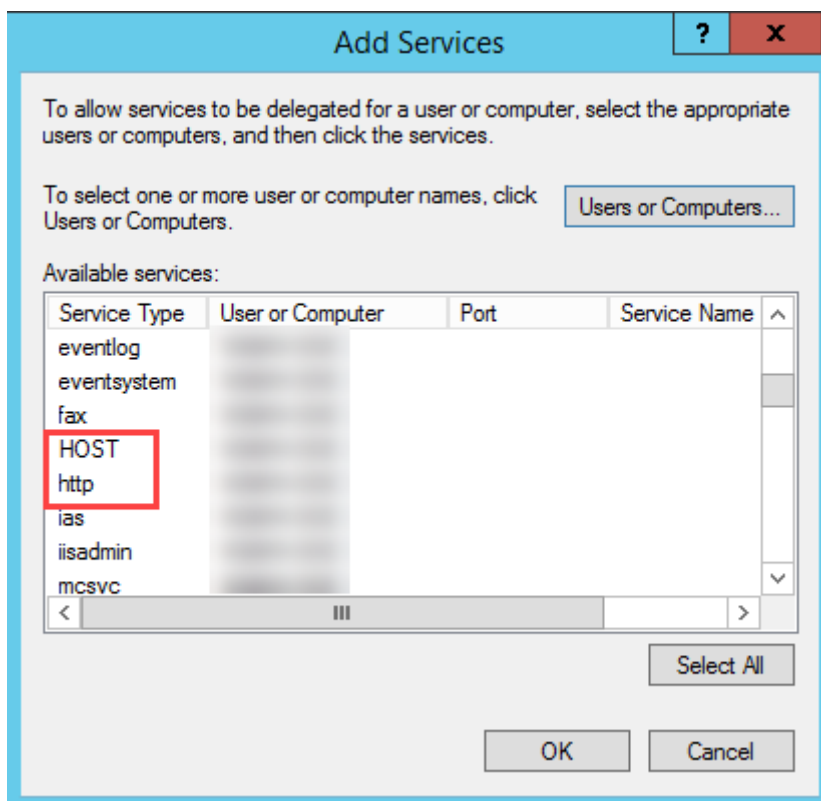 Add Services
?
x
To allow services to be delegated for a user or computer, select the appropriate
users or computers, and then click the services.
To select one or more user or computer names, click
Users or Computers.
Users or Computers...
Available services:
Service Type User or Computer Port Service Name
eventlog
eventsystem
fax
HOST
http
ias
iisadmin
mcsvc
Select All
OK Cancel